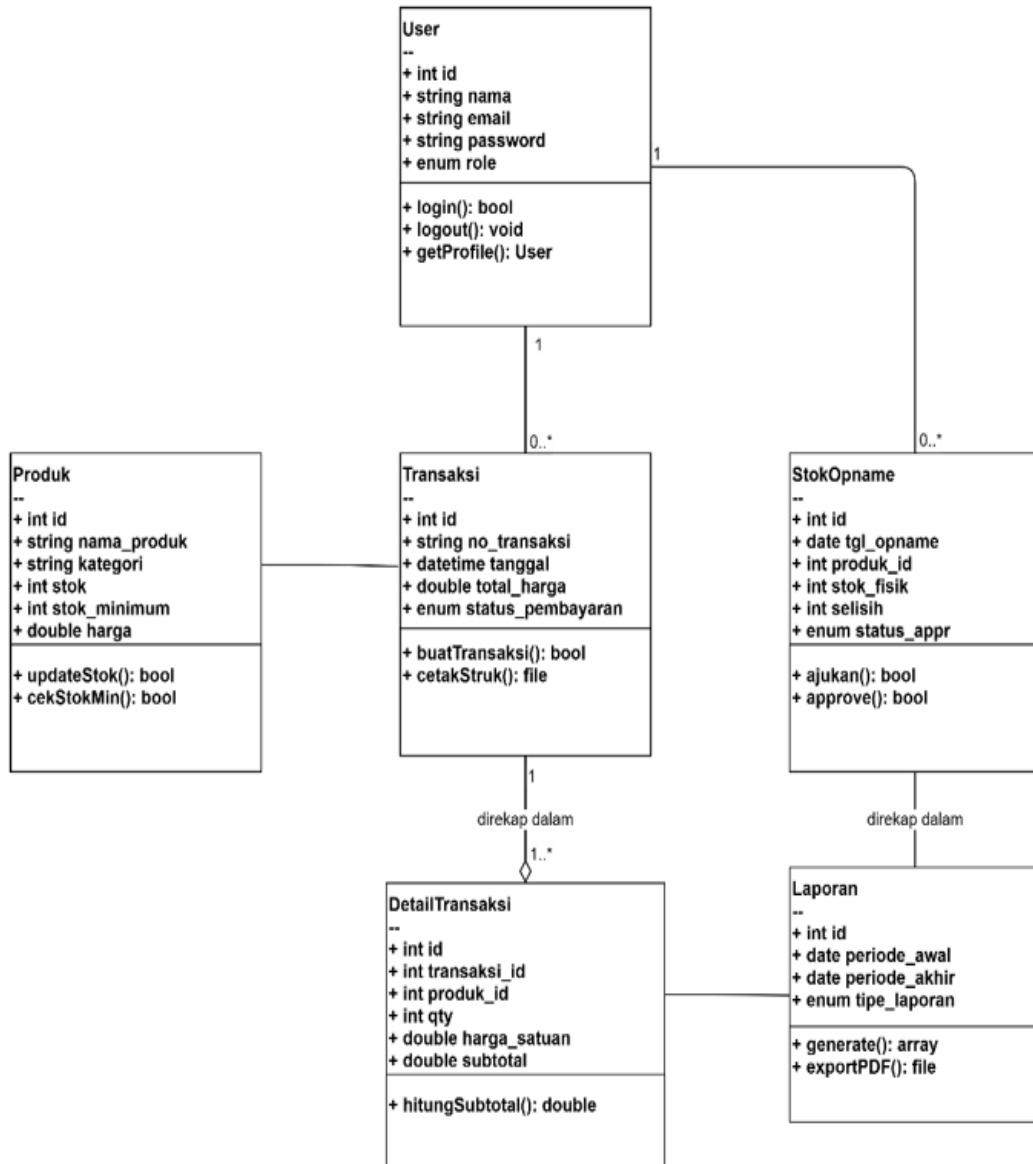 User
--
+ int id
+ string nama
+ string email
+ string password
+ enum role
+ login(): bool
+ logout(): void
+ getProfile(): User
1
1
0..*
0..*
Produk
--
+ int id
+ string nama_produk
+ string kategori
+ int stok
+ int stok_minimum
+ double harga
+ updateStok(): bool
+ cekStokMin(): bool
Transaksi
--
+ int id
+ string no_transaksi
+ datetime tanggal
+ double total_harga
+ enum status_pembayaran
+ buatTransaksi(): bool
+ cetakStruk(): file
StokOpname
--
+ int id
+ date tgl_opname
+ int produk_id
+ int stok_fisik
+ int selisih
+ enum status_appr
+ ajukan(): bool
+ approve(): bool
1
direkap dalam
1..*
direkap dalam
DetailTransaksi
--
+ int id
+ int transaksi_id
+ int produk_id
+ int qty
+ double harga_satuan
+ double subtotal
+ hitungSubtotal(): double
Laporan
--
+ int id
+ date periode_awal
+ date periode_akhir
+ enum tipe_laporan
+ generate(): array
+ exportPDF(): file